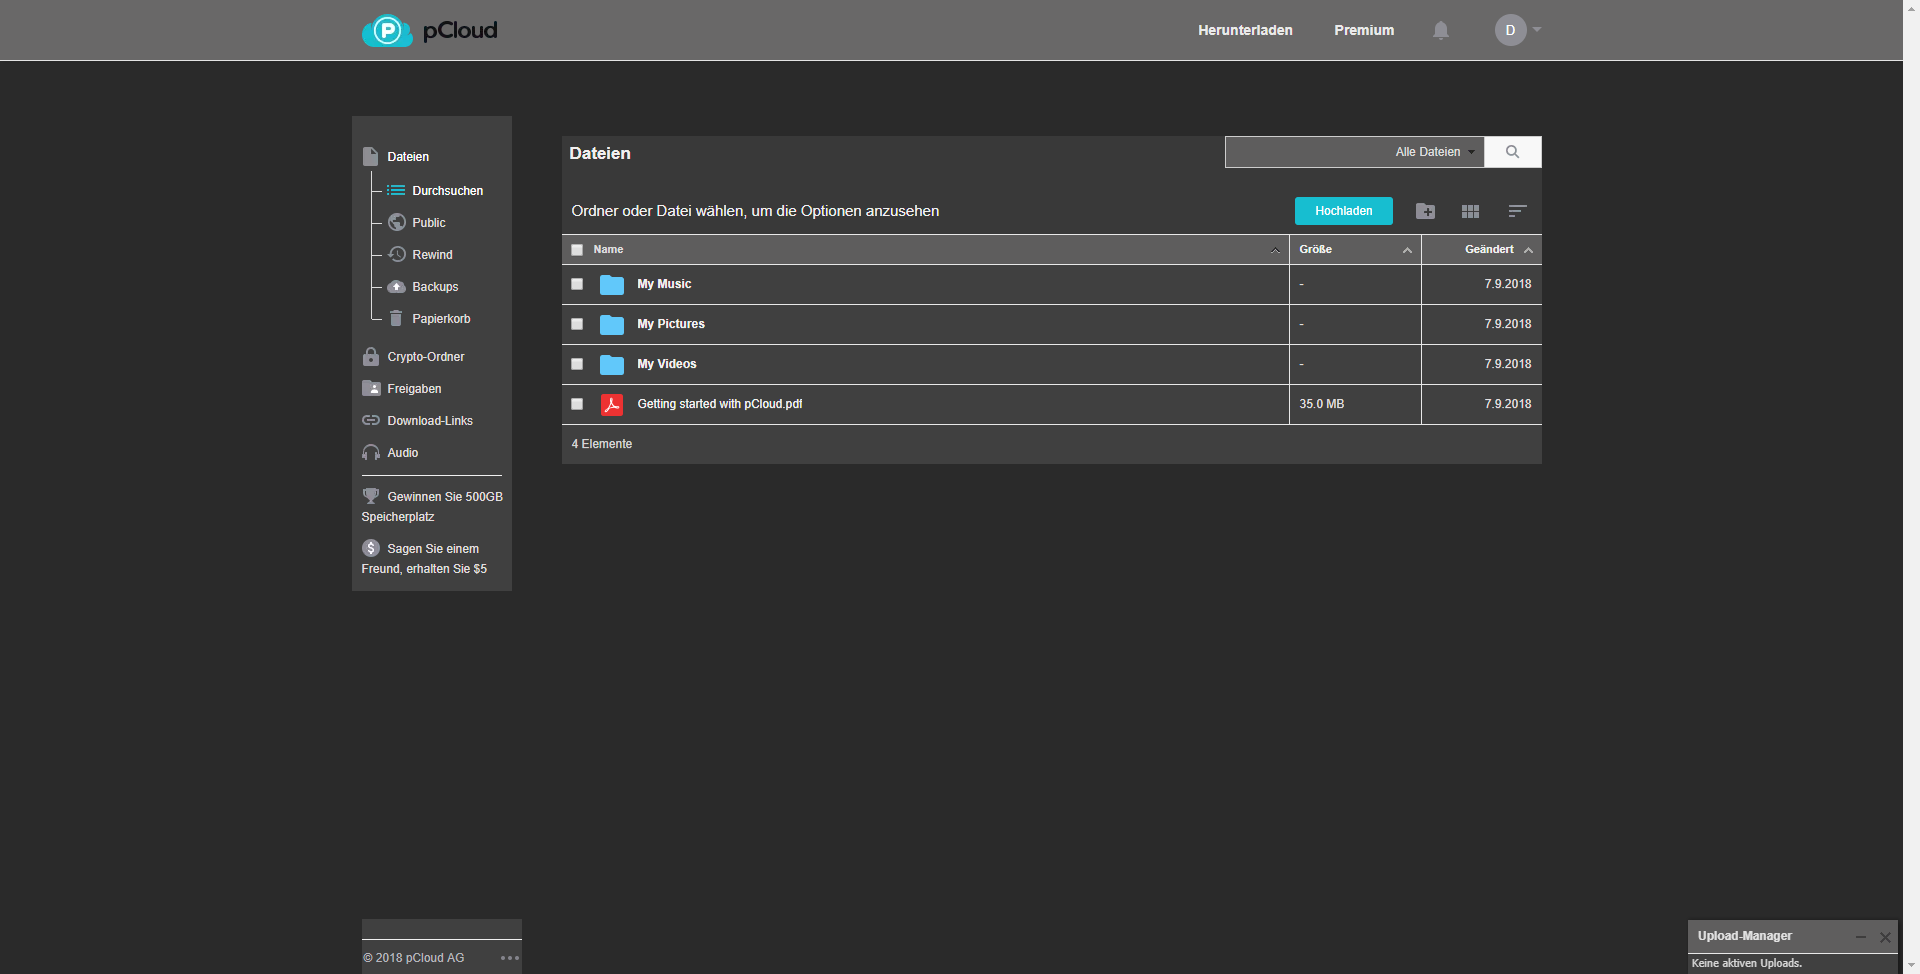 pCloud
Herunterladen
Premium
D
Dateien
Durchsuchen
Public
Rewind
Backups
Papierkorb
Crypto-Ordner
Freigaben
Download-Links
Audio
Gewinnen Sie 500GB
Speicherplatz
Sagen Sie einem
Freund, erhalten Sie $5
Dateien
Alle Dateien
Ordner oder Datei wählen, um die Optionen anzusehen
Hochladen
Name Größe Geändert
My Music - 7.9.2018
My Pictures - 7.9.2018
My Videos - 7.9.2018
Getting started with pCloud.pdf 35.0 MB 7.9.2018
4 Elemente
© 2018 pCloud AG
Upload-Manager
Keine aktiven Uploads.